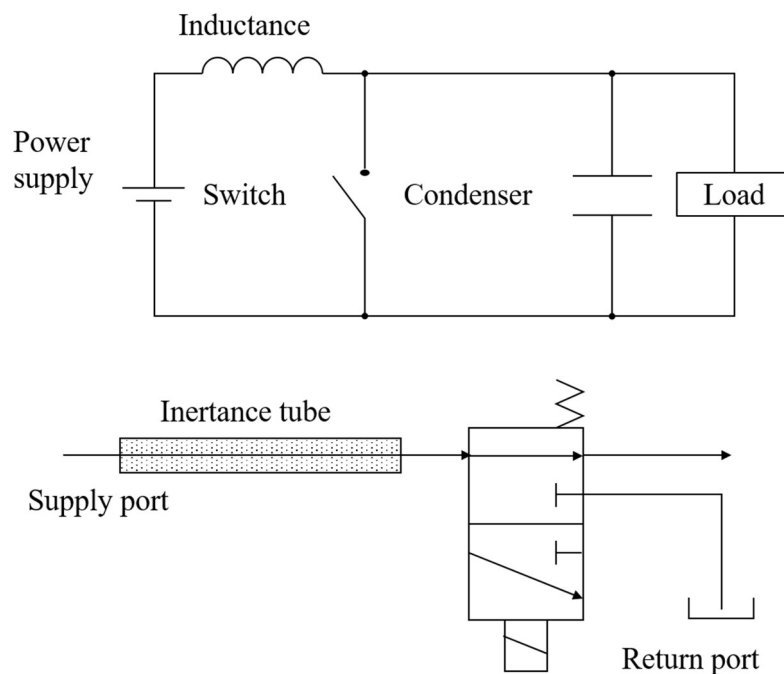 Inductance
Power
supply
Switch
Condenser
Load
Inertance tube
Supply port
Return port